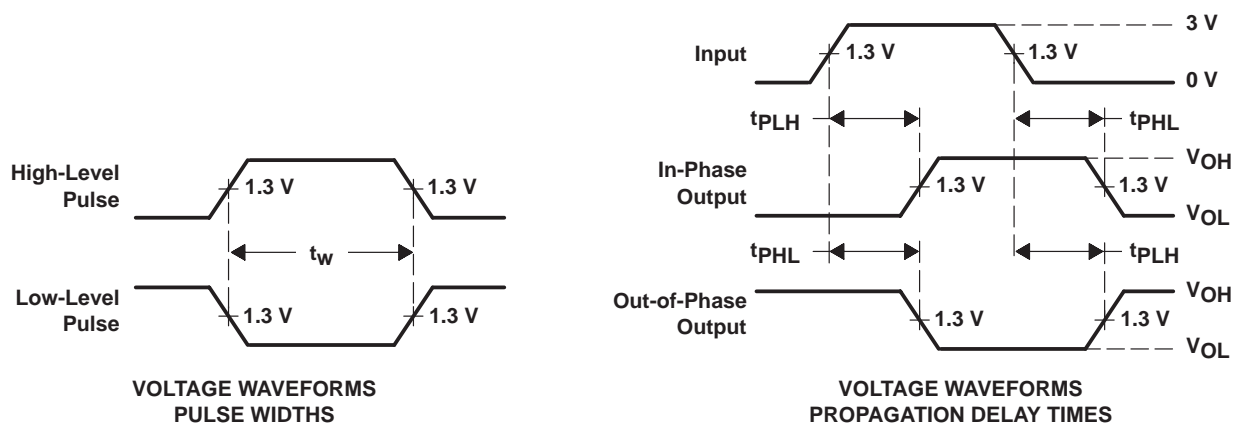 High-Level
Pulse
1.3 V
1.3 V
tw
Low-Level
Pulse
1.3 V
1.3 V
VOLTAGE WAVEFORMS
PULSE WIDTHS
Input
1.3 V
1.3 V
3 V
0 V
tPLH
tPHL
In-Phase
Output
1.3 V
1.3 V
VOH
VOL
tPHL
tPLH
Out-of-Phase
Output
1.3 V
1.3 V
VOH
VOL
VOLTAGE WAVEFORMS
PROPAGATION DELAY TIMES